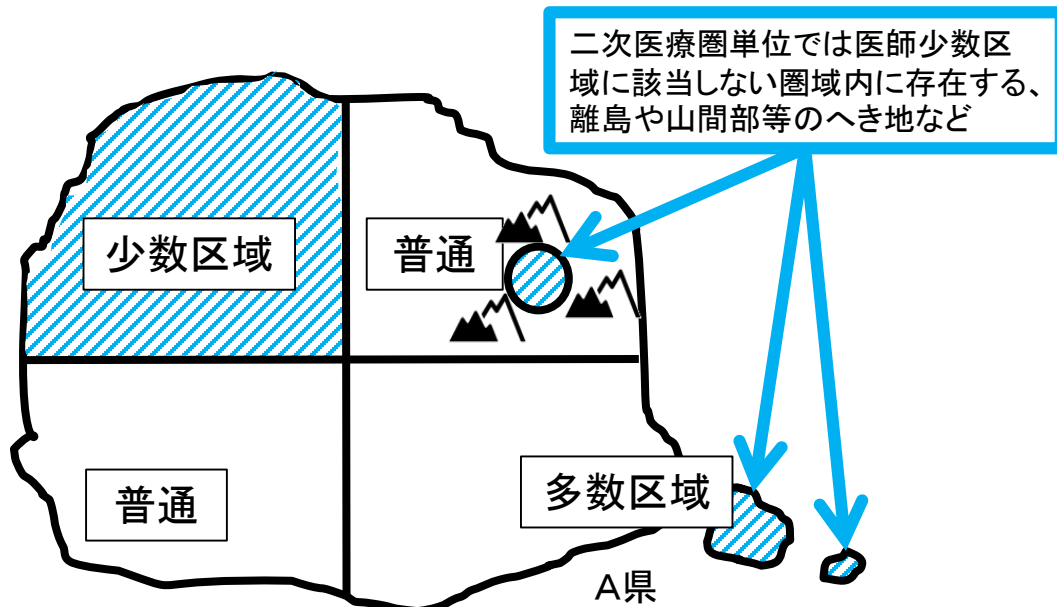 二次医療圏単位では医師少数区
域に該当しない圏域内に存在する、
離島や山間部等のへき地など
少数区域
普通
普通
多数区域
A県